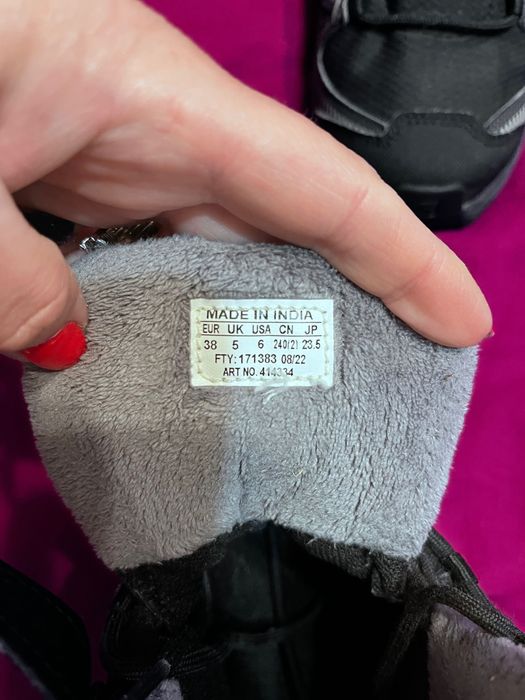 MADE IN INDIA
EUR UK USA CN JP
38 5 6 240(2) 23.5
FTY: 171383 08/22
ART NO. 414334